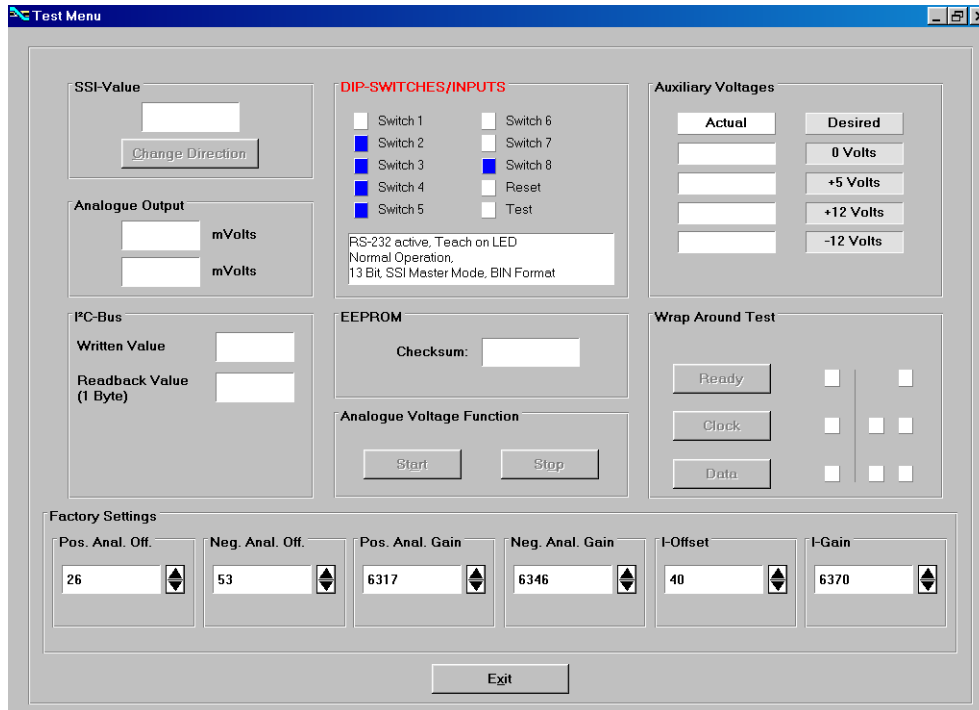 Test Menu
SSI-Value
Change Direction
Analogue Output
mVolts
mVolts
DIP-SWITCHES/INPUTS
Switch 1
Switch 2
Switch 3
Switch 4
Switch 5
Switch 6
Switch 7
Switch 8
Reset
Test
RS-232 active, Teach on LED
Normal Operation,
13 Bit, SSI Master Mode, BIN Format
Auxiliary Voltages
Actual Desired
0 Volts
+5 Volts
+12 Volts
-12 Volts
I²C-Bus
Written Value
Readback Value
(1 Byte)
EEPROM
Checksum:
Analogue Voltage Function
Start Stop
Wrap Around Test
Ready
Clock
Data
Factory Settings
Pos. Anal. Off. Neg. Anal. Off. Pos. Anal. Gain Neg. Anal. Gain I-Offset I-Gain
26 53 6317 6346 40 6370
Exit